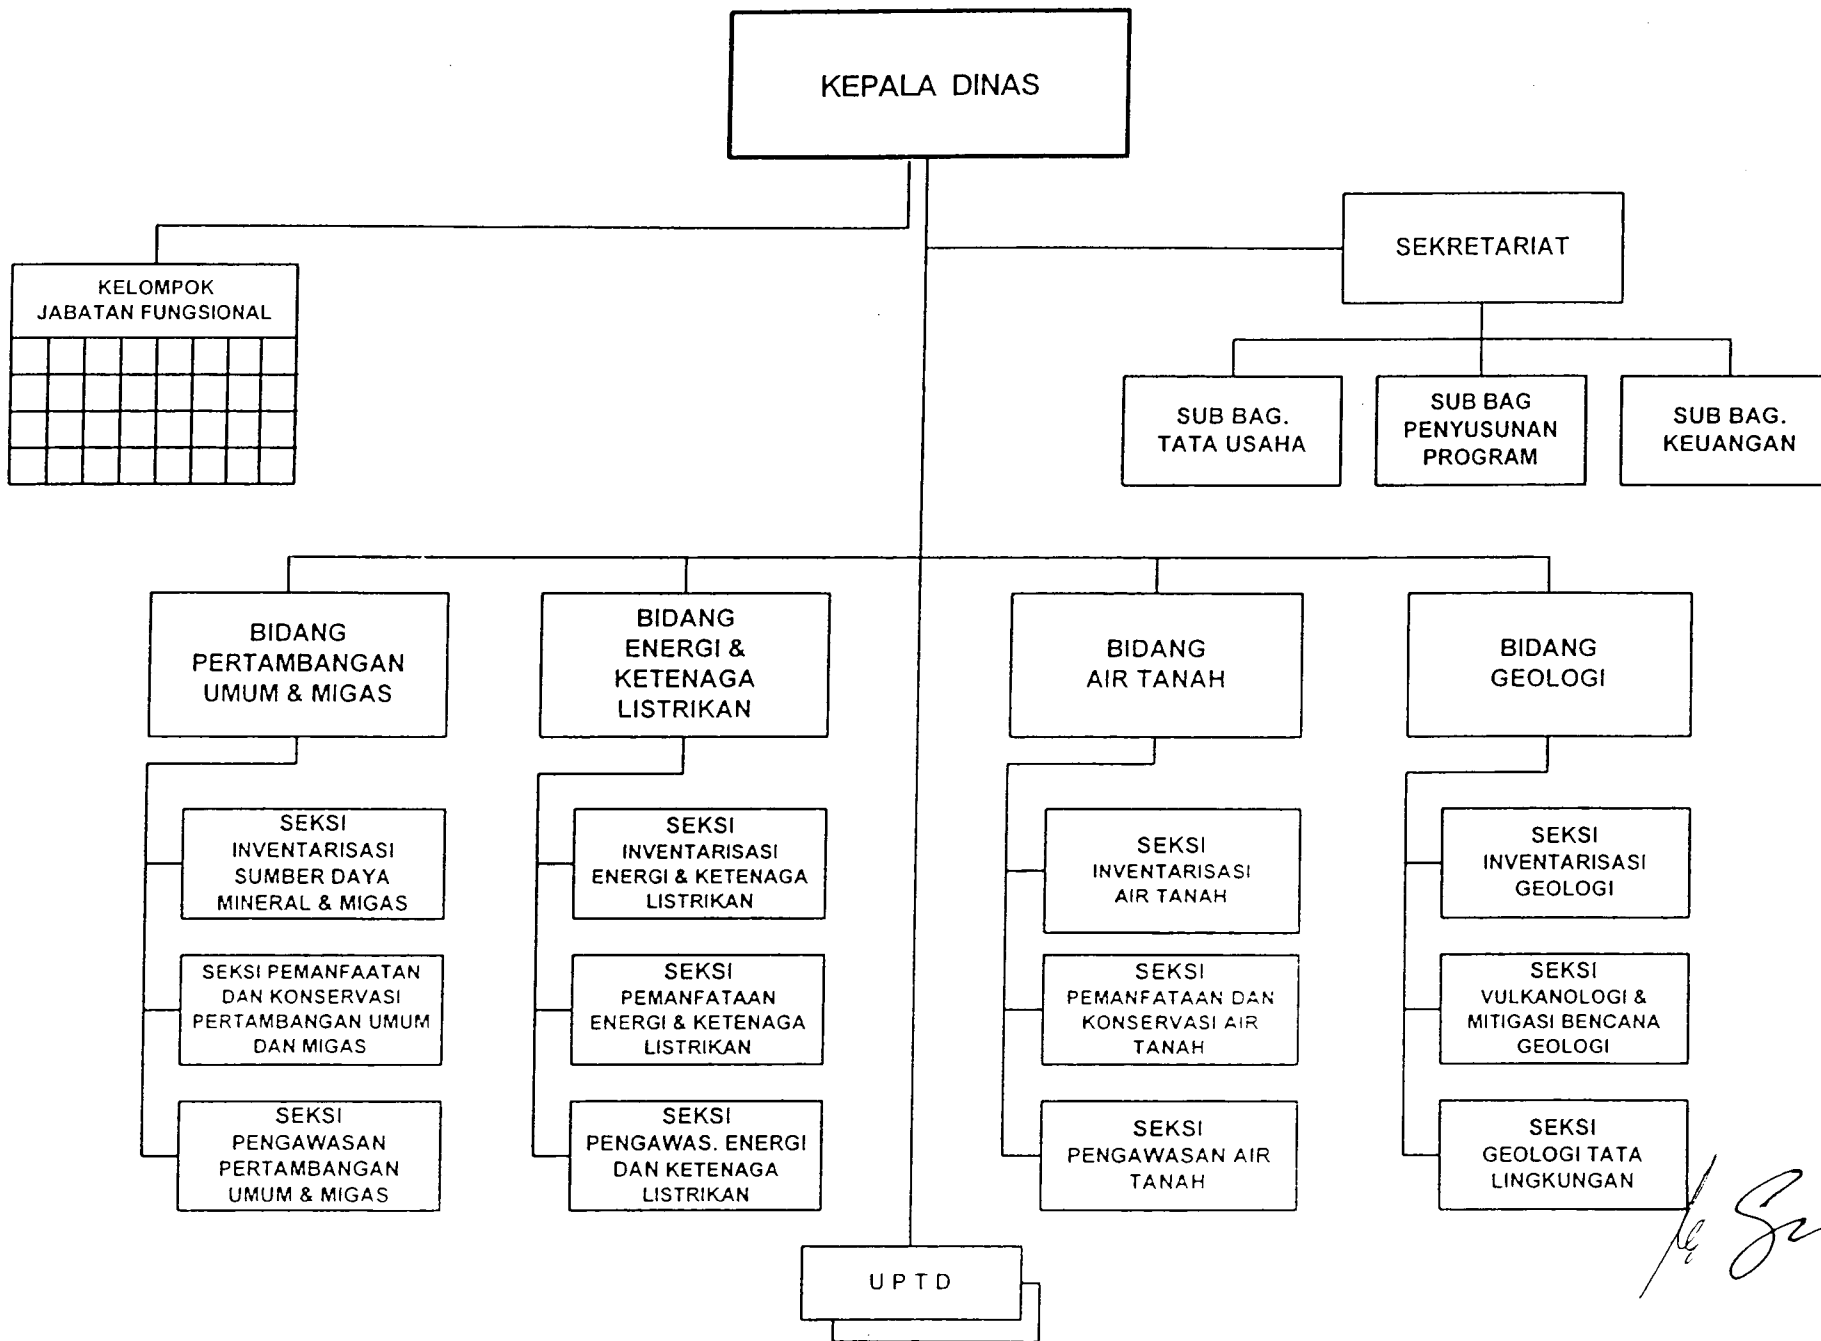 KEPALA DINAS
SEKRETARIAT
KELOMPOK
JABATAN FUNGSIONAL
SUB BAG.
TATA USAHA
SUB BAG
PENYUSUNAN
PROGRAM
SUB BAG.
KEUANGAN
BIDANG
PERTAMBANGAN
UMUM & MIGAS
BIDANG
ENERGI &
KETENAGA
LISTRIKAN
BIDANG
AIR TANAH
BIDANG
GEOLOGI
SEKSI
INVENTARISASI
SUMBER DAYA
MINERAL & MIGAS
SEKSI
INVENTARISASI
ENERGI & KETENAGA
LISTRIKAN
SEKSI
INVENTARISASI
AIR TANAH
SEKSI
INVENTARISASI
GEOLOGI
SEKSI PEMANFAATAN
DAN KONSERVASI
PERTAMBANGAN UMUM
DAN MIGAS
SEKSI
PEMANFATAAN
ENERGI & KETENAGA
LISTRIKAN
SEKSI
PEMANFATAAN DAN
KONSERVASI AIR
TANAH
SEKSI
VULKANOLOGI &
MITIGASI BENCANA
GEOLOGI
SEKSI
PENGAWASAN
PERTAMBANGAN
UMUM & MIGAS
SEKSI
PENGAWAS. ENERGI
DAN KETENAGA
LISTRIKAN
SEKSI
PENGAWASAN AIR
TANAH
SEKSI
GEOLOGI TATA
LINGKUNGAN
U P T D